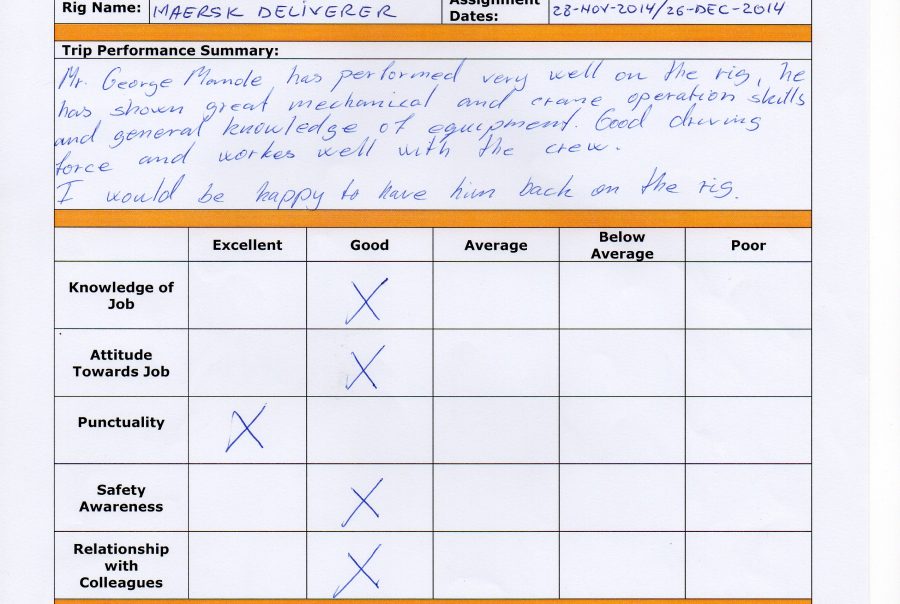 Rig Name: MAERSK DELIVERER Assignment Dates: 28-NOV-2014/26-DEC-2014
Trip Performance Summary:
Mr. George Mande has performed very well on the rig, he
has shown great mechanical and crane operation skills
and general knowledge of equipment. Good driving
force and workes well with the crew.
I would be happy to have him back on the rig.
Excellent Good Average Below Average Poor
Knowledge of Job X
Attitude Towards Job X
Punctuality X
Safety Awareness X
Relationship with Colleagues X